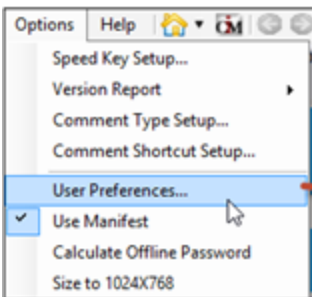 Options Help CIM
Speed Key Setup...
Version Report
Comment Type Setup...
Comment Shortcut Setup...
User Preferences...
Use Manifest
Calculate Offline Password
Size to 1024X768